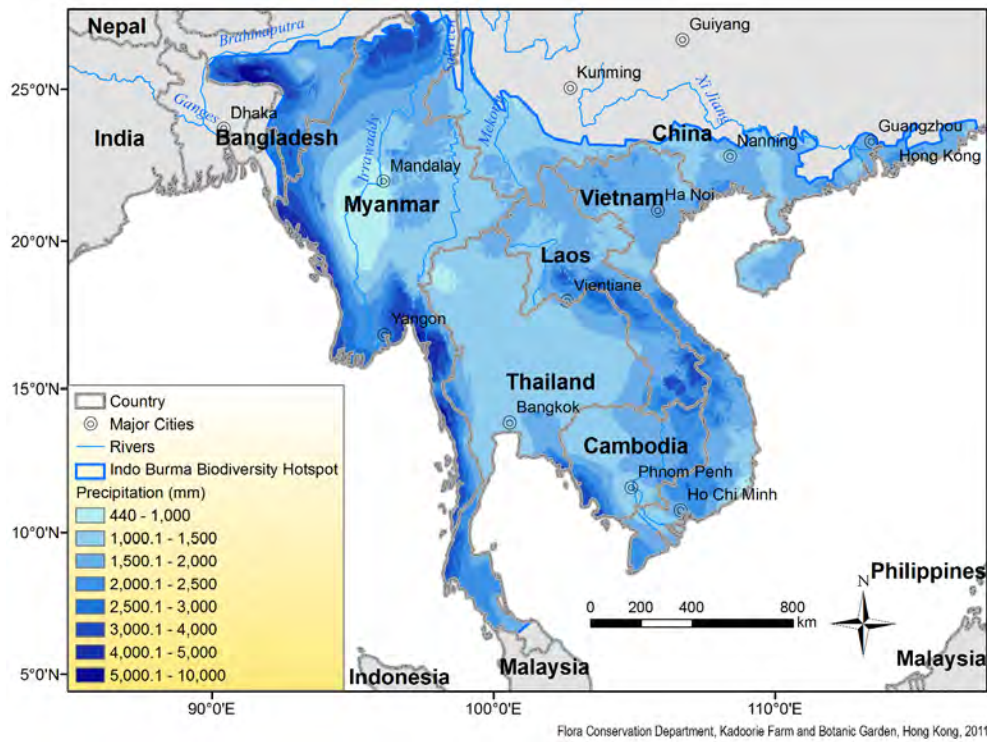 Nepal
Brahmaputra
Salween
Guiyang
25°0'N
Kunming
Xi Jiang
Ganges
Dhaka
India
Bangladesh
Irrawaddy
Mekong
China
Nanning
Guangzhou
Hong Kong
Mandalay
Myanmar
Vietnam
Ha Noi
20°0'N
Laos
Vientiane
Yangon
15°0'N
Thailand
Bangkok
Cambodia
Phnom Penh
Ho Chi Minh
10°0'N
Philippines
Country
Major Cities
Rivers
Indo Burma Biodiversity Hotspot
Precipitation (mm)
440 - 1,000
1,000.1 - 1,500
1,500.1 - 2,000
2,000.1 - 2,500
2,500.1 - 3,000
3,000.1 - 4,000
4,000.1 - 5,000
5,000.1 - 10,000
0 200 400 800
km
5°0'N
Indonesia
Malaysia
Malaysia
90°0'E 100°0'E 110°0'E
Flora Conservation Department, Kadoorie Farm and Botanic Garden, Hong Kong, 2011